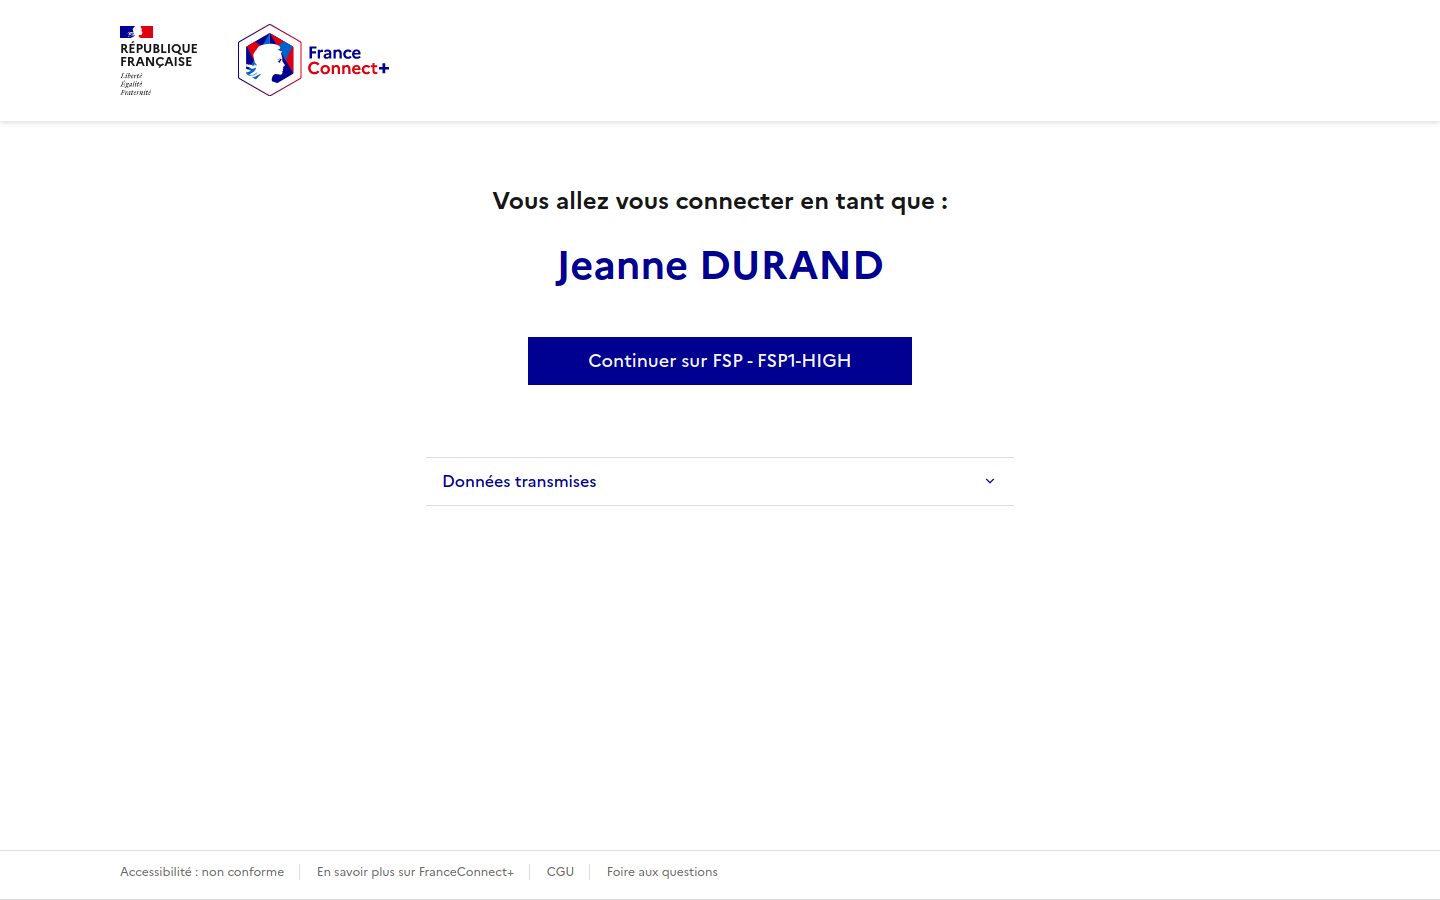 RÉPUBLIQUE
FRANÇAISE
Liberté
Égalité
Fraternité
France
Connect+
Vous allez vous connecter en tant que :
Jeanne DURAND
Continuer sur FSP - FSP1-HIGH
Données transmises
Accessibilité : non conforme
En savoir plus sur FranceConnect+
CGU
Foire aux questions